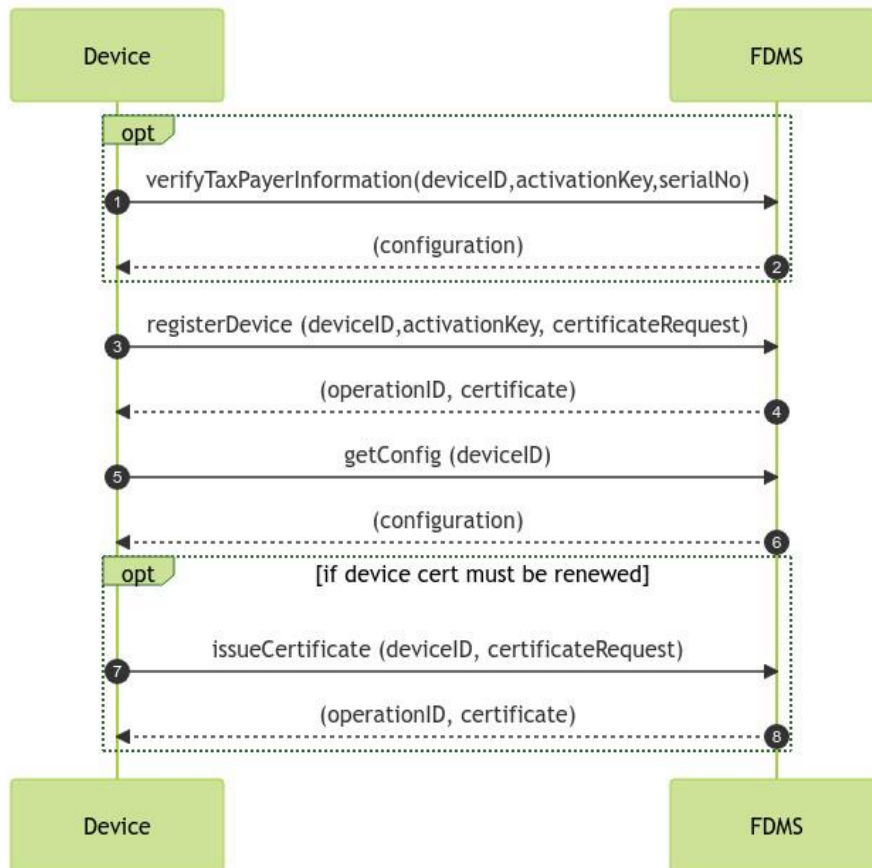 Device FDMS
opt
verifyTaxPayerInformation(deviceID,activationKey,serialNo)
1
(configuration)
2
registerDevice (deviceID,activationKey, certificateRequest)
3
(operationID, certificate)
4
getConfig (deviceID)
5
(configuration)
6
opt [if device cert must be renewed]
issueCertificate (deviceID, certificateRequest)
7
(operationID, certificate)
8
Device FDMS